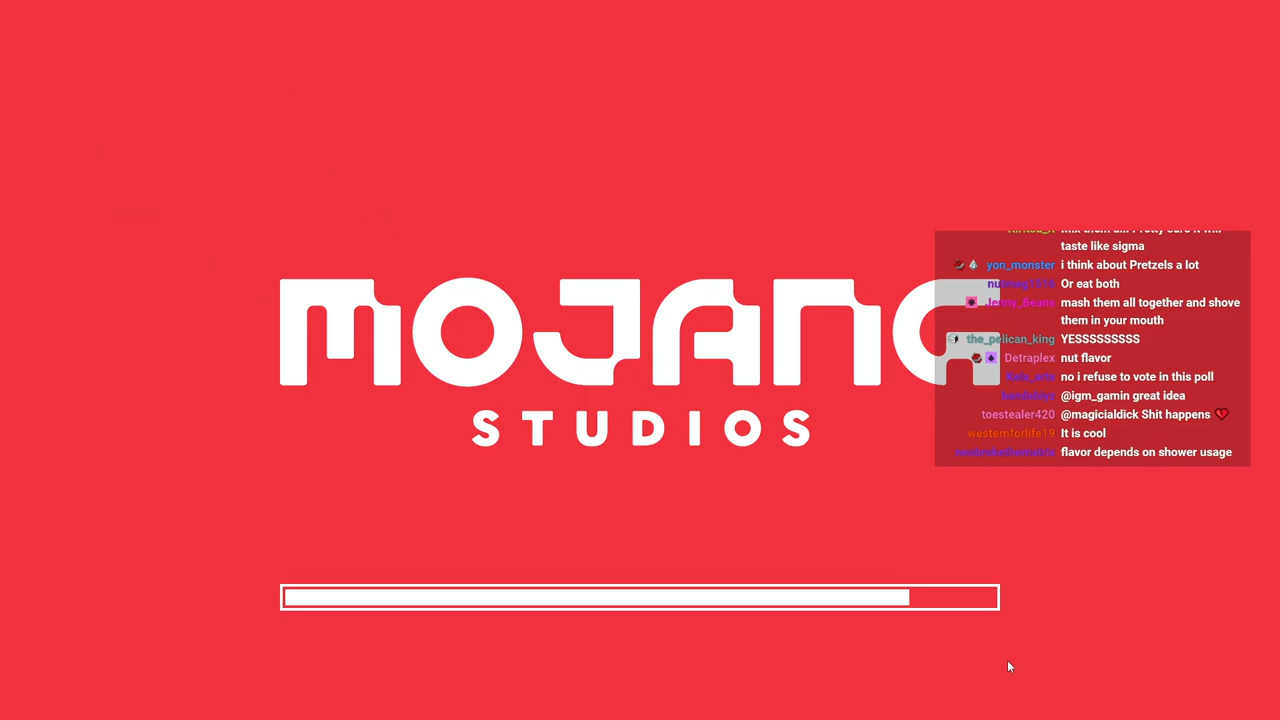 MOJANG
STUDIOS
taste like sigma
yon_monster i think about Pretzels a lot
Or eat both
Jenny_Beans mash them all together and shove
them in your mouth
the_pelican_king YESSSSSSSSS
Detraplex nut flavor
no i refuse to vote in this poll
@igm_gamin great idea
toestealer420 @magicialdick Shit happens
westernforlife19 It is cool
flavor depends on shower usage